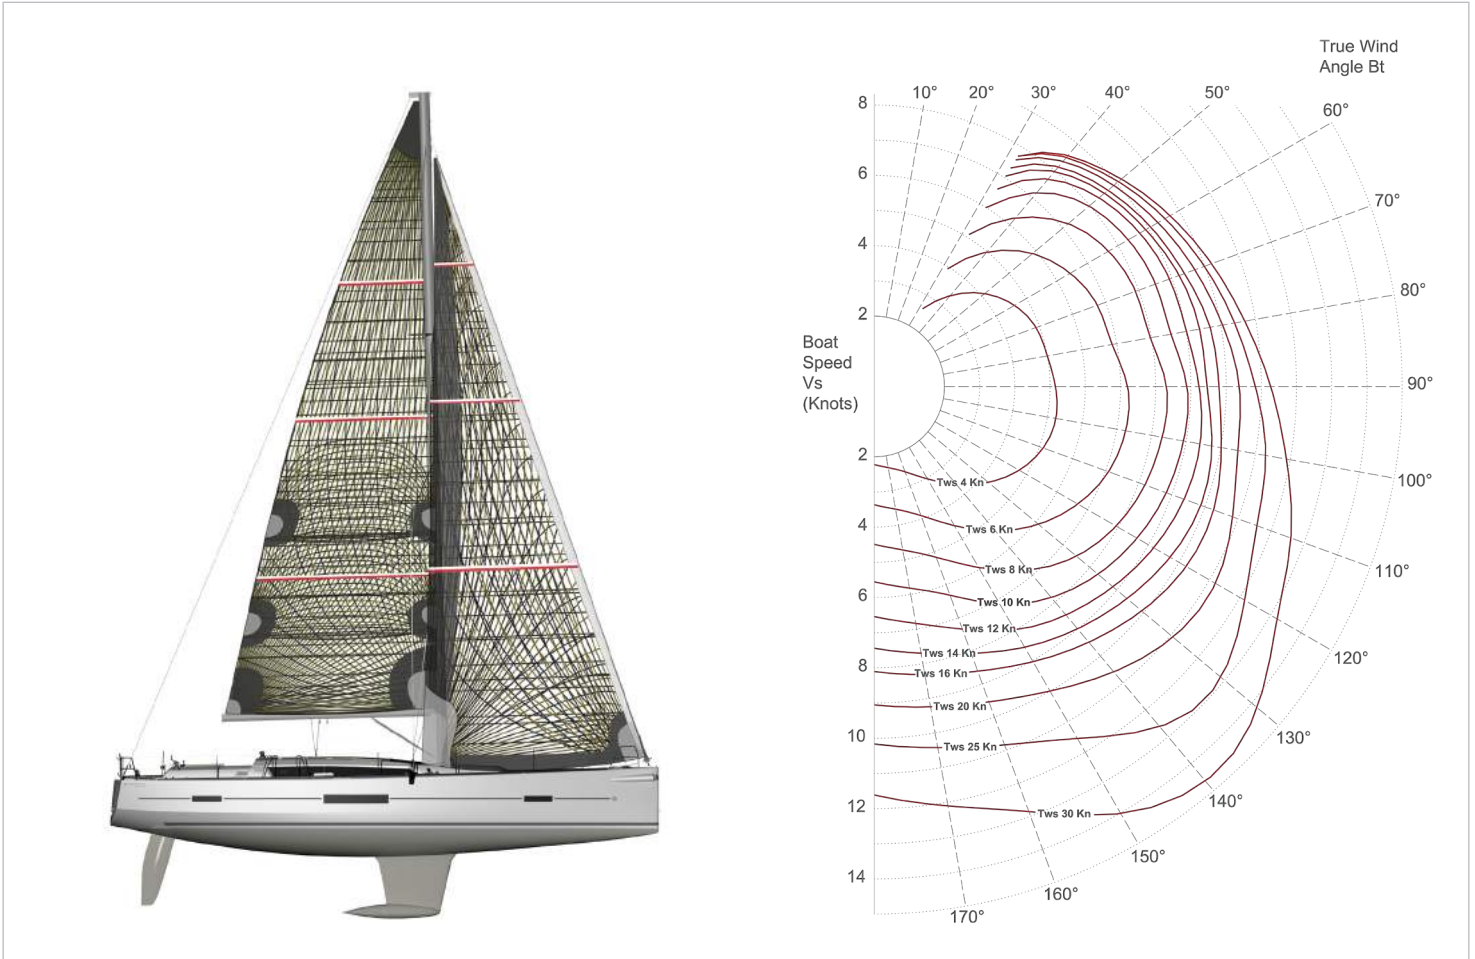 True Wind
Angle Bt
10°
20°
30°
40°
50°
60°
70°
80°
90°
100°
110°
120°
130°
140°
150°
160°
170°
8
6
4
2
Boat
Speed
Vs
(Knots)
2
4
6
8
10
12
14
Tws 4 Kn
Tws 6 Kn
Tws 8 Kn
Tws 10 Kn
Tws 12 Kn
Tws 14 Kn
Tws 16 Kn
Tws 20 Kn
Tws 25 Kn
Tws 30 Kn